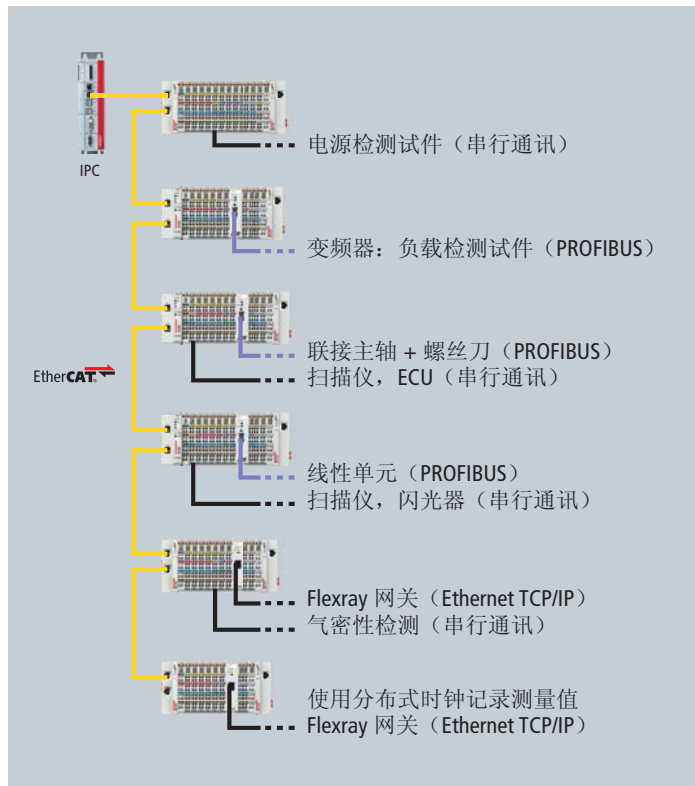 电源检测试件（串行通讯）
IPC
变频器：负载检测试件（PROFIBUS）
联接主轴 + 螺丝刀（PROFIBUS）
扫描仪，ECU（串行通讯）
EtherCAT®
线性单元（PROFIBUS）
扫描仪，闪光器（串行通讯）
Flexray 网关（Ethernet TCP/IP）
气密性检测（串行通讯）
使用分布式时钟记录测量值
Flexray 网关（Ethernet TCP/IP）